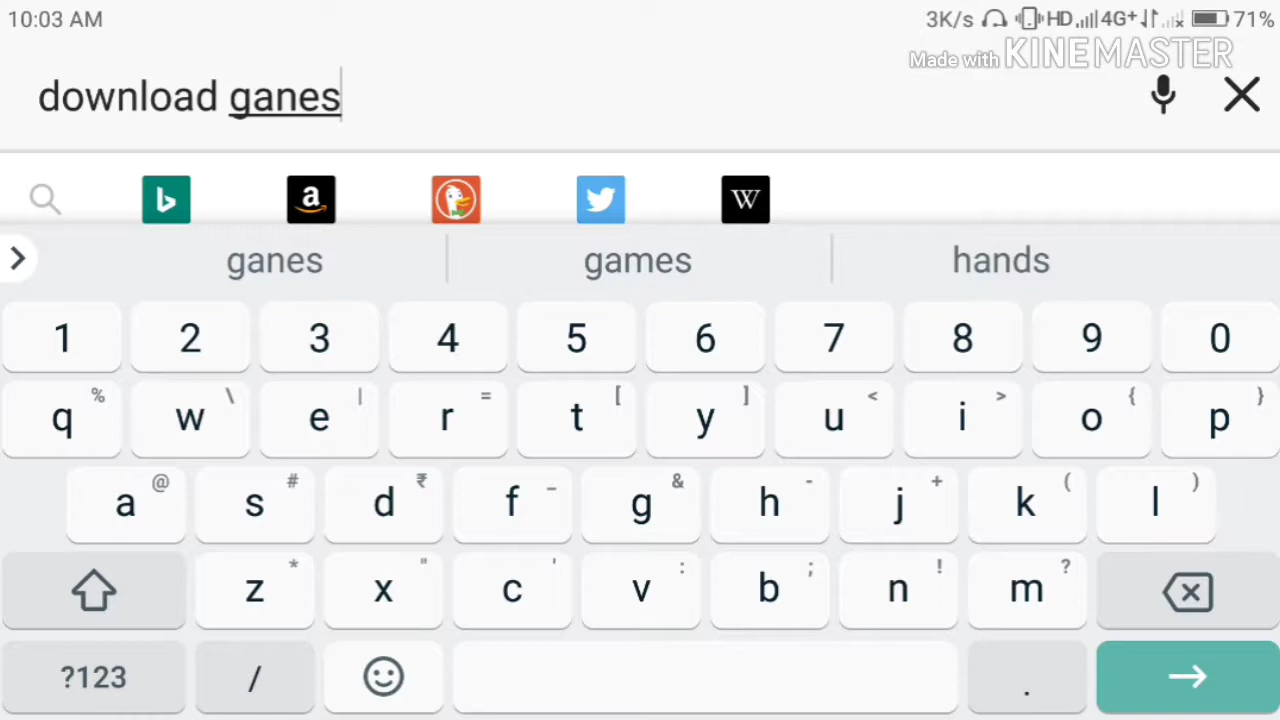 10:03 AM 3K/s HD 4G+ 71%
Made with KINEMASTER
download ganes
a W
ganes games hands
1 2 3 4 5 6 7 8 9 0
% \ | = [ ] < > { }
q w e r t y u i o p
@ # ₹ _ & - + ( )
a s d f g h j k l
* " ' : ; ! ?
z x c v b n m
?123 / .